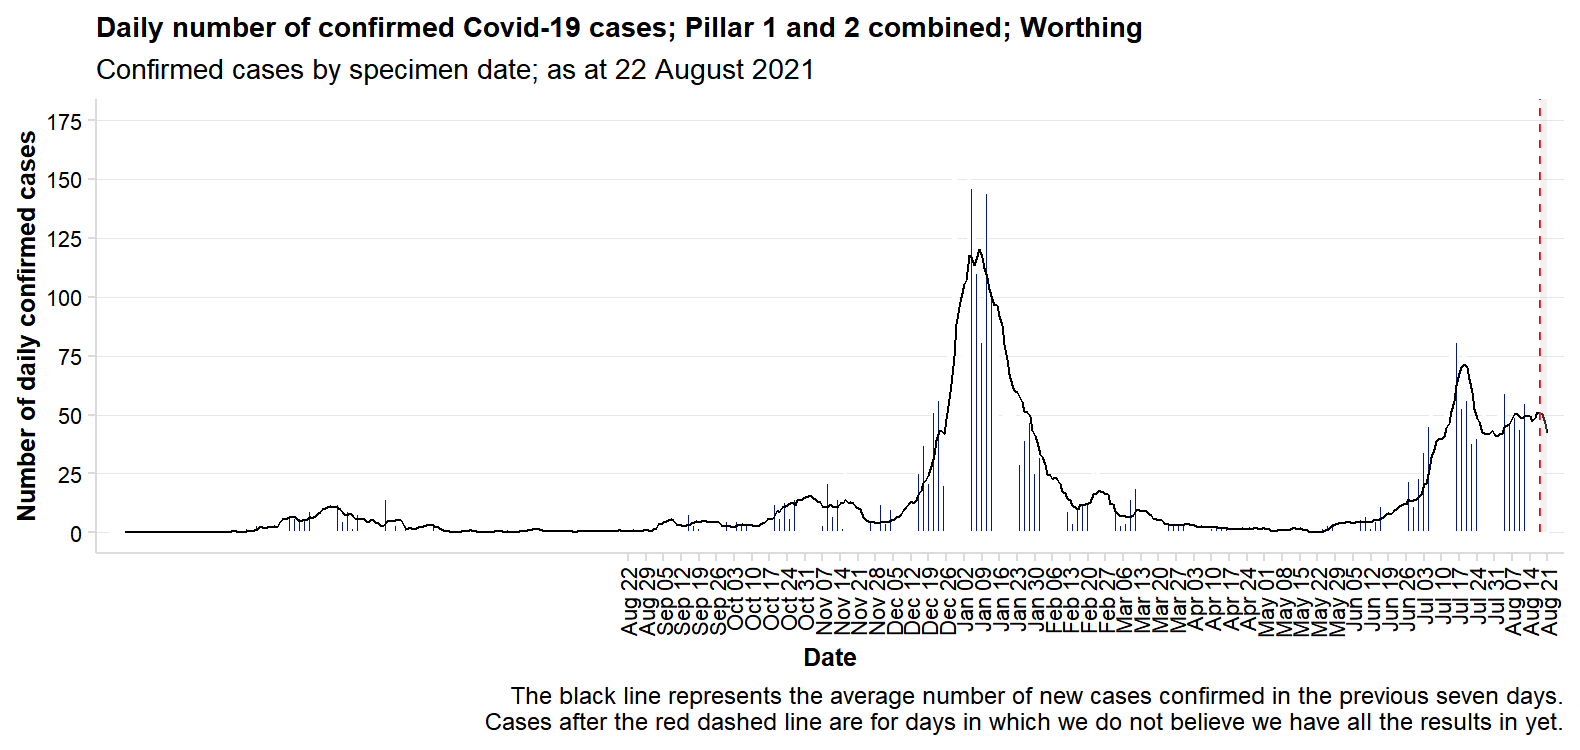 Daily number of confirmed Covid-19 cases; Pillar 1 and 2 combined; Worthing
Confirmed cases by specimen date; as at 22 August 2021
Number of daily confirmed cases
175
150
125
100
75
50
25
0
Aug 22
Aug 29
Sep 05
Sep 12
Sep 19
Sep 26
Oct 03
Oct 10
Oct 17
Oct 24
Oct 31
Nov 07
Nov 14
Nov 21
Nov 28
Dec 05
Dec 12
Dec 19
Dec 26
Jan 02
Jan 09
Jan 16
Jan 23
Jan 30
Feb 06
Feb 13
Feb 20
Feb 27
Mar 06
Mar 13
Mar 20
Mar 27
Apr 03
Apr 10
Apr 17
Apr 24
May 01
May 08
May 15
May 22
May 29
Jun 05
Jun 12
Jun 19
Jun 26
Jul 03
Jul 10
Jul 17
Jul 24
Jul 31
Aug 07
Aug 14
Aug 21
Date
The black line represents the average number of new cases confirmed in the previous seven days.
Cases after the red dashed line are for days in which we do not believe we have all the results in yet.